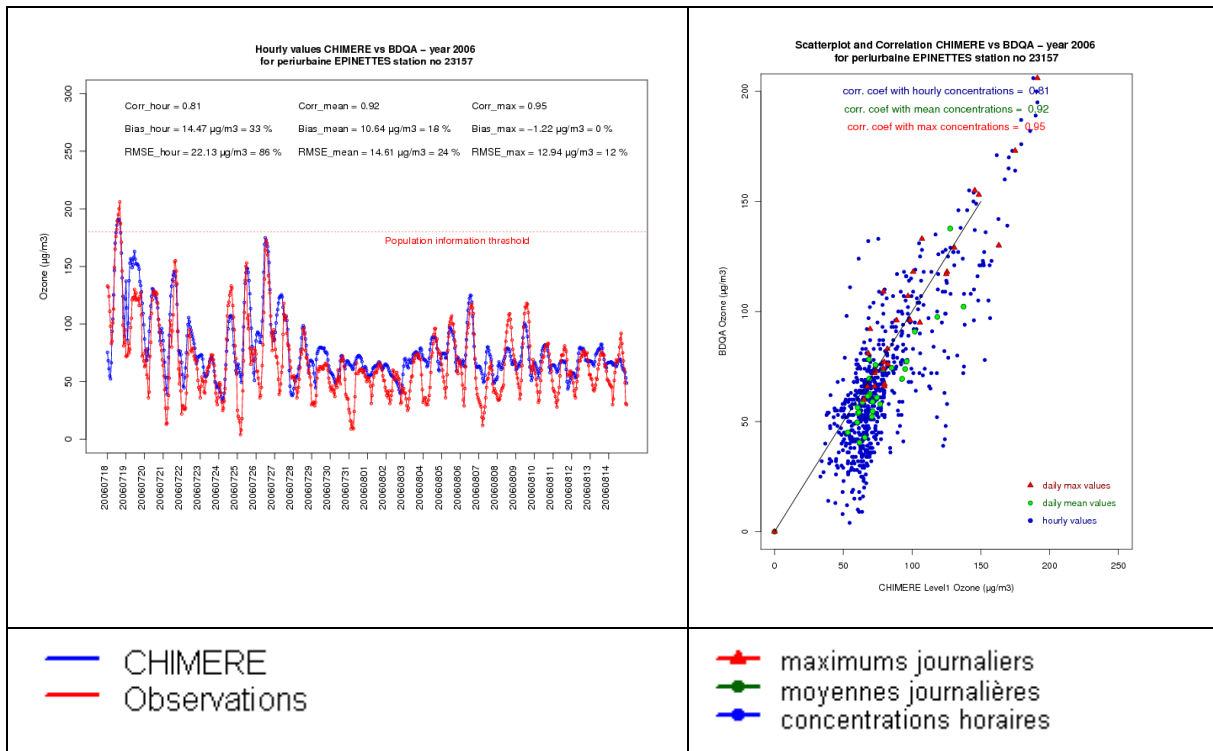 Hourly values CHIMERE vs BDQA – year 2006
for periurbaine EPINETTES station no 23157
Corr_hour = 0.81 Corr_mean = 0.92 Corr_max = 0.95
Bias_hour = 14.47 µg/m3 = 33 % Bias_mean = 10.64 µg/m3 = 18 % Bias_max = −1.22 µg/m3 = 0 %
RMSE_hour = 22.13 µg/m3 = 86 % RMSE_mean = 14.61 µg/m3 = 24 % RMSE_max = 12.94 µg/m3 = 12 %
Population information threshold
Ozone (µg/m3)
300
250
200
150
100
50
0
20060718
20060719
20060720
20060721
20060722
20060723
20060724
20060725
20060726
20060727
20060728
20060729
20060730
20060731
20060801
20060802
20060803
20060804
20060805
20060806
20060807
20060808
20060809
20060810
20060811
20060812
20060813
20060814
Scatterplot and Correlation CHIMERE vs BDQA – year 2006
for periurbaine EPINETTES station no 23157
corr. coef with hourly concentrations = 0.81
corr. coef with mean concentrations = 0.92
corr. coef with max concentrations = 0.95
BDQA Ozone (µg/m3)
200
150
100
50
0
daily max values
daily mean values
hourly values
0 50 100 150 200 250
CHIMERE Level1 Ozone (µg/m3)
CHIMERE
Observations
maximums journaliers
moyennes journalières
concentrations horaires